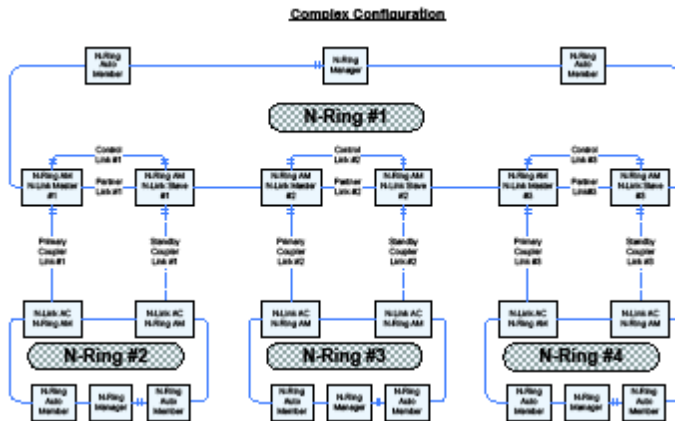 Complex Configuration
N-Ring
Auto
Member
N-Ring
Manager
N-Ring
Auto
Member
N-Ring #1
Control
Link #1
Control
Link #2
Control
Link #3
N-Ring AM
N-Link Master
#1
Partner
Link #1
N-Ring AM
N-Link Slave
#1
N-Ring AM
N-Link Master
#2
Partner
Link #2
N-Ring AM
N-Link Slave
#2
N-Ring AM
N-Link Master
#3
Partner
Link #3
N-Ring AM
N-Link Slave
#3
Primary
Coupler
Link #1
Standby
Coupler
Link #1
Primary
Coupler
Link #2
Standby
Coupler
Link #2
Primary
Coupler
Link #3
Standby
Coupler
Link #3
N-Link AC
N-Ring AM
N-Link AC
N-Ring AM
N-Link AC
N-Ring AM
N-Link AC
N-Ring AM
N-Link AC
N-Ring AM
N-Link AC
N-Ring AM
N-Ring #2
N-Ring #3
N-Ring #4
N-Ring
Auto
Member
N-Ring
Manager
N-Ring
Auto
Member
N-Ring
Auto
Member
N-Ring
Manager
N-Ring
Auto
Member
N-Ring
Auto
Member
N-Ring
Manager
N-Ring
Auto
Member